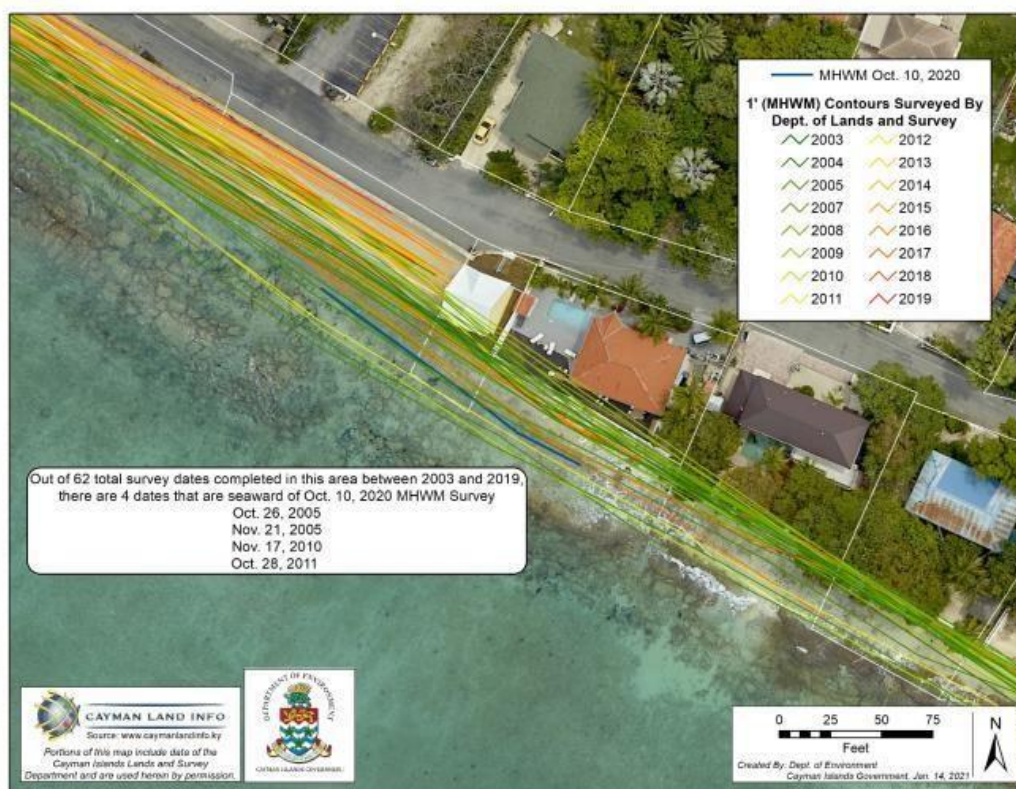 MHWM Oct. 10, 2020
1' (MHWM) Contours Surveyed By
Dept. of Lands and Survey
2003 2012
2004 2013
2005 2014
2007 2015
2008 2016
2009 2017
2010 2018
2011 2019
Out of 62 total survey dates completed in this area between 2003 and 2019,
there are 4 dates that are seaward of Oct. 10, 2020 MHWM Survey
Oct. 26, 2005
Nov. 21, 2005
Nov. 17, 2010
Oct. 28, 2011
CAYMAN LAND INFO
Source: www.caymanlandinfo.ky
Portions of this map include data of the
Cayman Islands Lands and Survey
Department and are used herein by permission.
DEPARTMENT OF ENVIRONMENT
CAYMAN ISLANDS GOVERNMENT
0 25 50 75
Feet
N
Created By: Dept. of Environment
Cayman Islands Government, Jan. 14, 2021